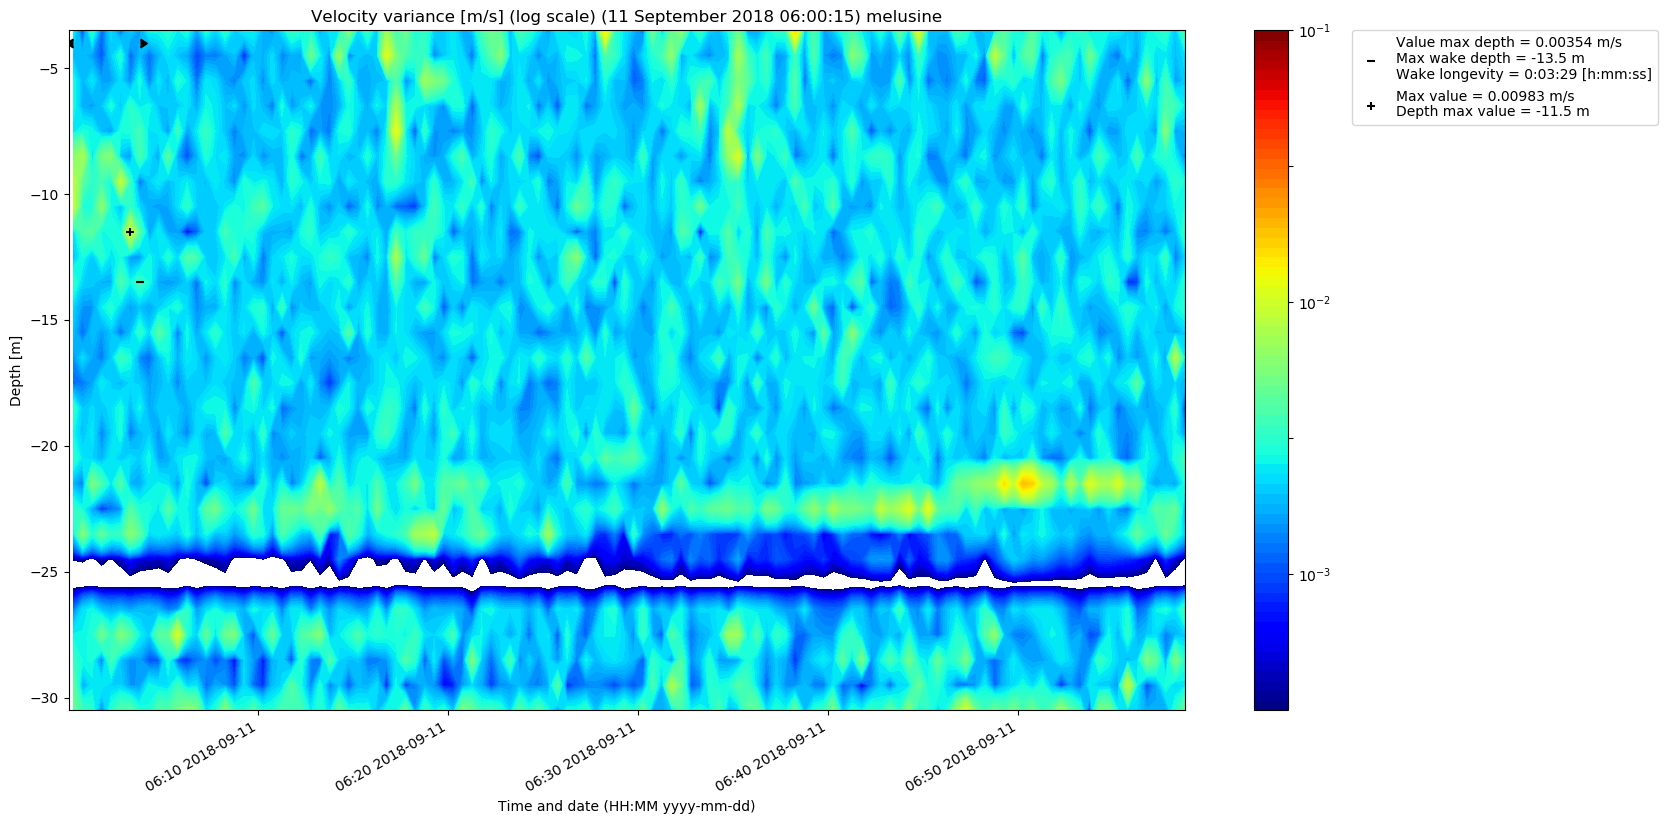 Velocity variance [m/s] (log scale) (11 September 2018 06:00:15) melusine
Value max depth = 0.00354 m/s
Max wake depth = -13.5 m
Wake longevity = 0:03:29 [h:mm:ss]
Max value = 0.00983 m/s
Depth max value = -11.5 m
Depth [m]
−5
−10
−15
−20
−25
−30
10⁻¹
10⁻²
10⁻³
06:10 2018-09-11
06:20 2018-09-11
06:30 2018-09-11
06:40 2018-09-11
06:50 2018-09-11
Time and date (HH:MM yyyy-mm-dd)